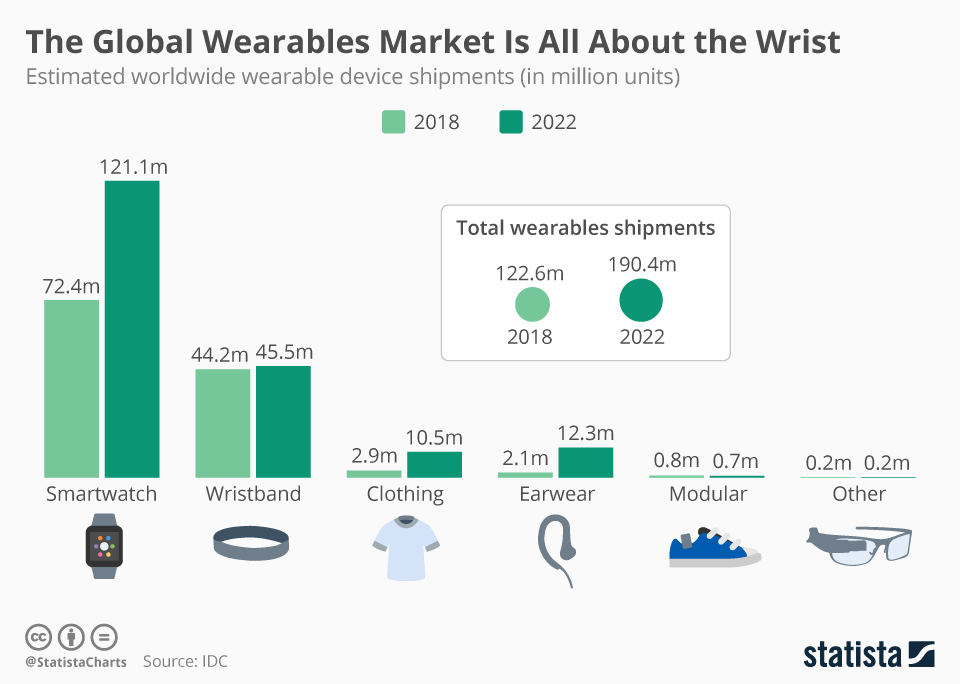 The Global Wearables Market Is All About the Wrist
Estimated worldwide wearable device shipments (in million units)
2018 2022
121.1m
72.4m
44.2m 45.5m
2.9m 10.5m
2.1m 12.3m
0.8m 0.7m
0.2m 0.2m
Total wearables shipments
122.6m 190.4m
2018 2022
Smartwatch Wristband Clothing Earwear Modular Other
cc
@StatistaCharts Source: IDC
statista